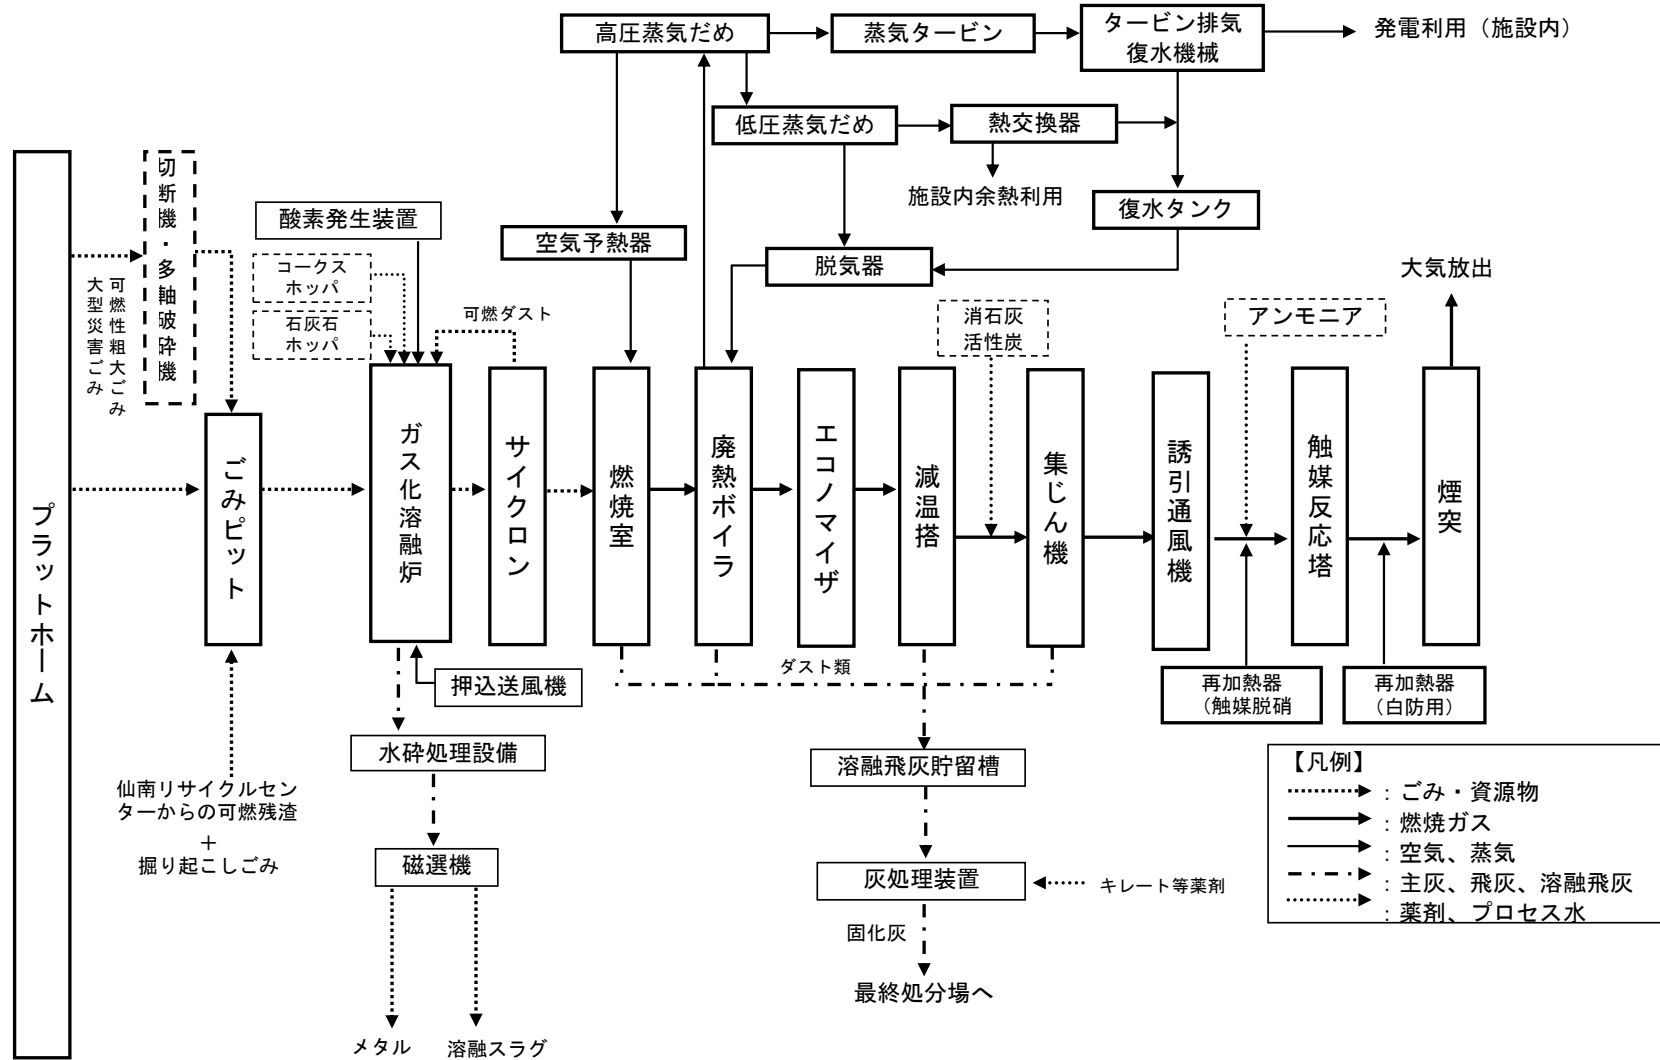 高圧蒸気だめ
蒸気タービン
タービン排気
復水機械
発電利用（施設内）
低圧蒸気だめ
熱交換器
施設内余熱利用
復水タンク
切断機・多軸破砕機
酸素発生装置
空気予熱器
脱気器
大気放出
コークス
ホッパ
石灰石
ホッパ
可燃ダスト
消石灰
活性炭
アンモニア
可燃性粗大ごみ
大型災害ごみ
プラットホーム
ごみピット
ガス化溶融炉
サイクロン
燃焼室
廃熱ボイラ
エコノマイザ
減温搭
集じん機
誘引通風機
触媒反応塔
煙突
ダスト類
押込送風機
再加熱器
（触媒脱硝
再加熱器
（白防用）
水砕処理設備
溶融飛灰貯留槽
仙南リサイクルセン
ターからの可燃残渣
＋
掘り起こしごみ
磁選機
灰処理装置
キレート等薬剤
固化灰
最終処分場へ
メタル
溶融スラグ
【凡例】
：ごみ・資源物
：燃焼ガス
：空気、蒸気
：主灰、飛灰、溶融飛灰
：薬剤、プロセス水